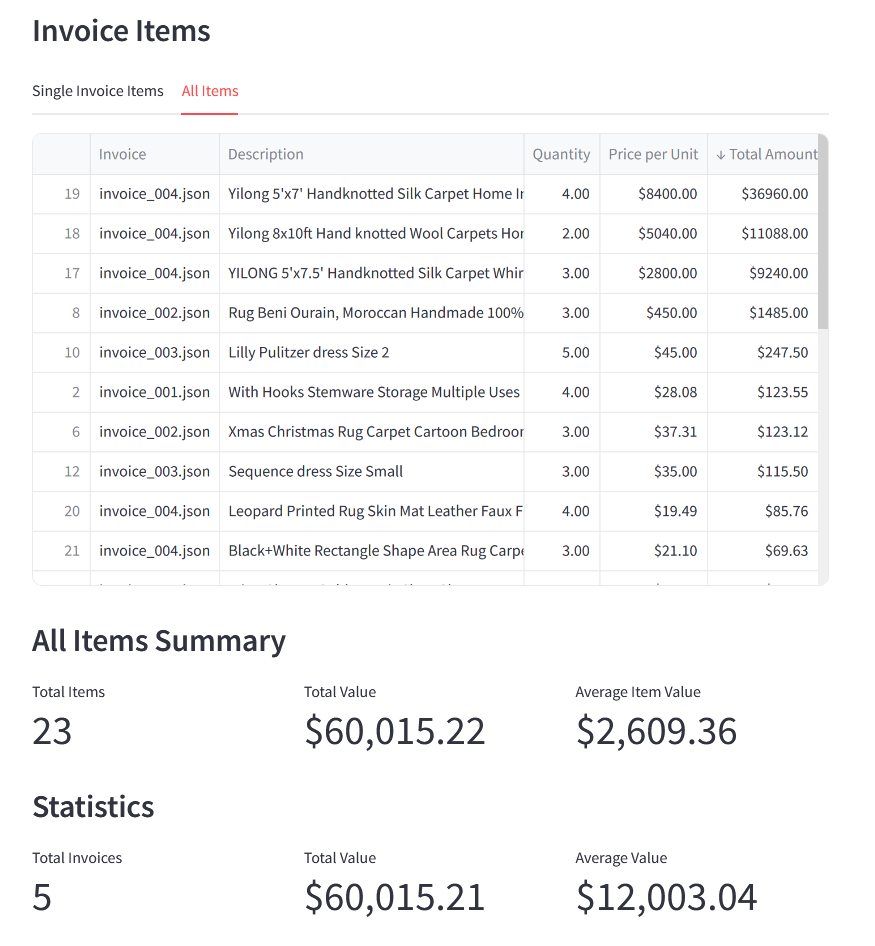 Invoice Items
Single Invoice Items All Items
Invoice Description Quantity Price per Unit ↓ Total Amount
19 invoice_004.json Yilong 5'x7' Handknotted Silk Carpet Home 4.00 $8400.00 $36960.00
18 invoice_004.json Yilong 8x10ft Hand knotted Wool Carpets 2.00 $5040.00 $11088.00
17 invoice_004.json YILONG 5'x7.5' Handknotted Silk Carpet 3.00 $2800.00 $9240.00
8 invoice_002.json Rug Beni Ourain, Moroccan Handmade 100% 3.00 $450.00 $1485.00
10 invoice_003.json Lilly Pulitzer dress Size 2 5.00 $45.00 $247.50
2 invoice_001.json With Hooks Stemware Storage Multiple Uses 4.00 $28.08 $123.55
6 invoice_002.json Xmas Christmas Rug Carpet Cartoon 3.00 $37.31 $123.12
12 invoice_003.json Sequence dress Size Small 3.00 $35.00 $115.50
20 invoice_004.json Leopard Printed Rug Skin Mat Leather Faux 4.00 $19.49 $85.76
21 invoice_004.json Black+White Rectangle Shape Area Rug 3.00 $21.10 $69.63
All Items Summary
Total Items Total Value Average Item Value
23 $60,015.22 $2,609.36
Statistics
Total Invoices Total Value Average Value
5 $60,015.21 $12,003.04